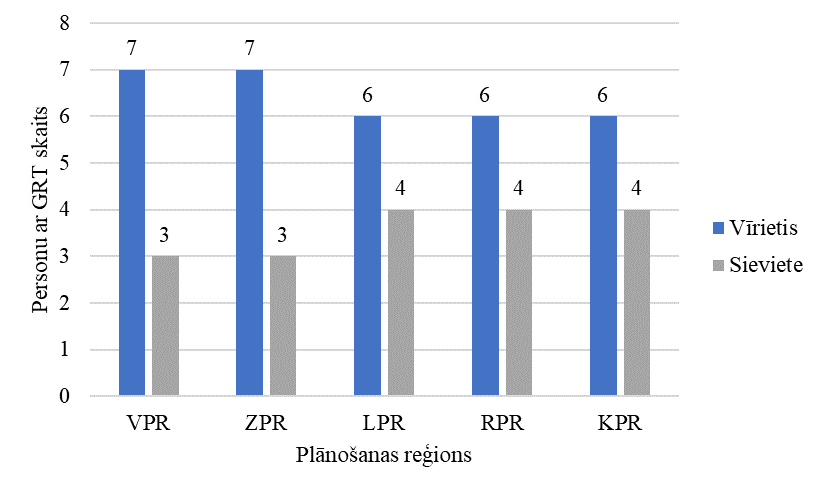 8
7
6
5
4
3
2
1
0
Personu ar GRT skaits
7 3
7 3
6 4
6 4
6 4
VPR ZPR LPR RPR KPR
Plānošanas reģions
Vīrietis
Sieviete